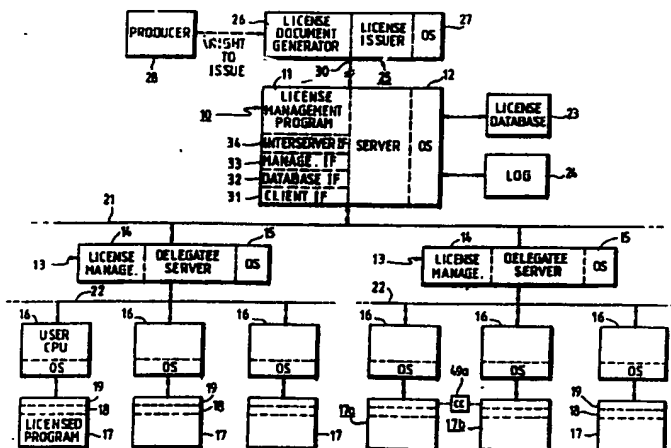 26
LICENSE DOCUMENT GENERATOR
LICENSE ISSUER
OS
27
PRODUCER
28
RIGHT TO ISSUE
30
25
11
12
10
LICENSE MANAGEMENT PROGRAM
SERVER
OS
LICENSE DATABASE
23
34
INTERSERVER IF
33
MANAGE. IF
LOG
24
32
DATABASE IF
31
CLIENT IF
21
14
15
13
LICENSE MANAGE.
DELEGATEE SERVER
OS
14
15
13
LICENSE MANAGE.
DELEGATEE SERVER
OS
22
22
16
USER CPU
OS
16
OS
16
OS
16
OS
16
OS
16
OS
19
18
LICENSED PROGRAM
17
19
18
17
17
49a
CC
17a
17b
19
18
17